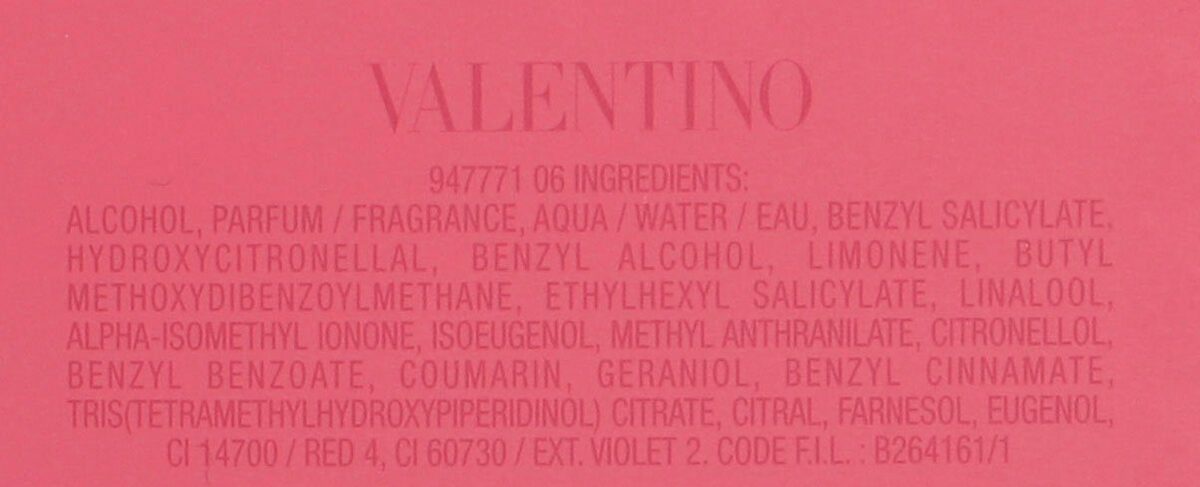 VALENTINO
947771 06 INGREDIENTS:
ALCOHOL, PARFUM / FRAGRANCE, AQUA / WATER / EAU, BENZYL SALICYLATE,
HYDROXYCITRONELLAL, BENZYL ALCOHOL, LIMONENE, BUTYL
METHOXYDIBENZOYLMETHANE, ETHYLHEXYL SALICYLATE, LINALOOL,
ALPHA-ISOMETHYL IONONE, ISOEUGENOL, METHYL ANTHRANILATE, CITRONELLOL,
BENZYL BENZOATE, COUMARIN, GERANIOL, BENZYL CINNAMATE,
TRIS(TETRAMETHYLHYDROXYPIPERIDINOL) CITRATE, CITRAL, FARNESOL, EUGENOL,
CI 14700 / RED 4, CI 60730 / EXT. VIOLET 2. CODE F.I.L. : B264161/1